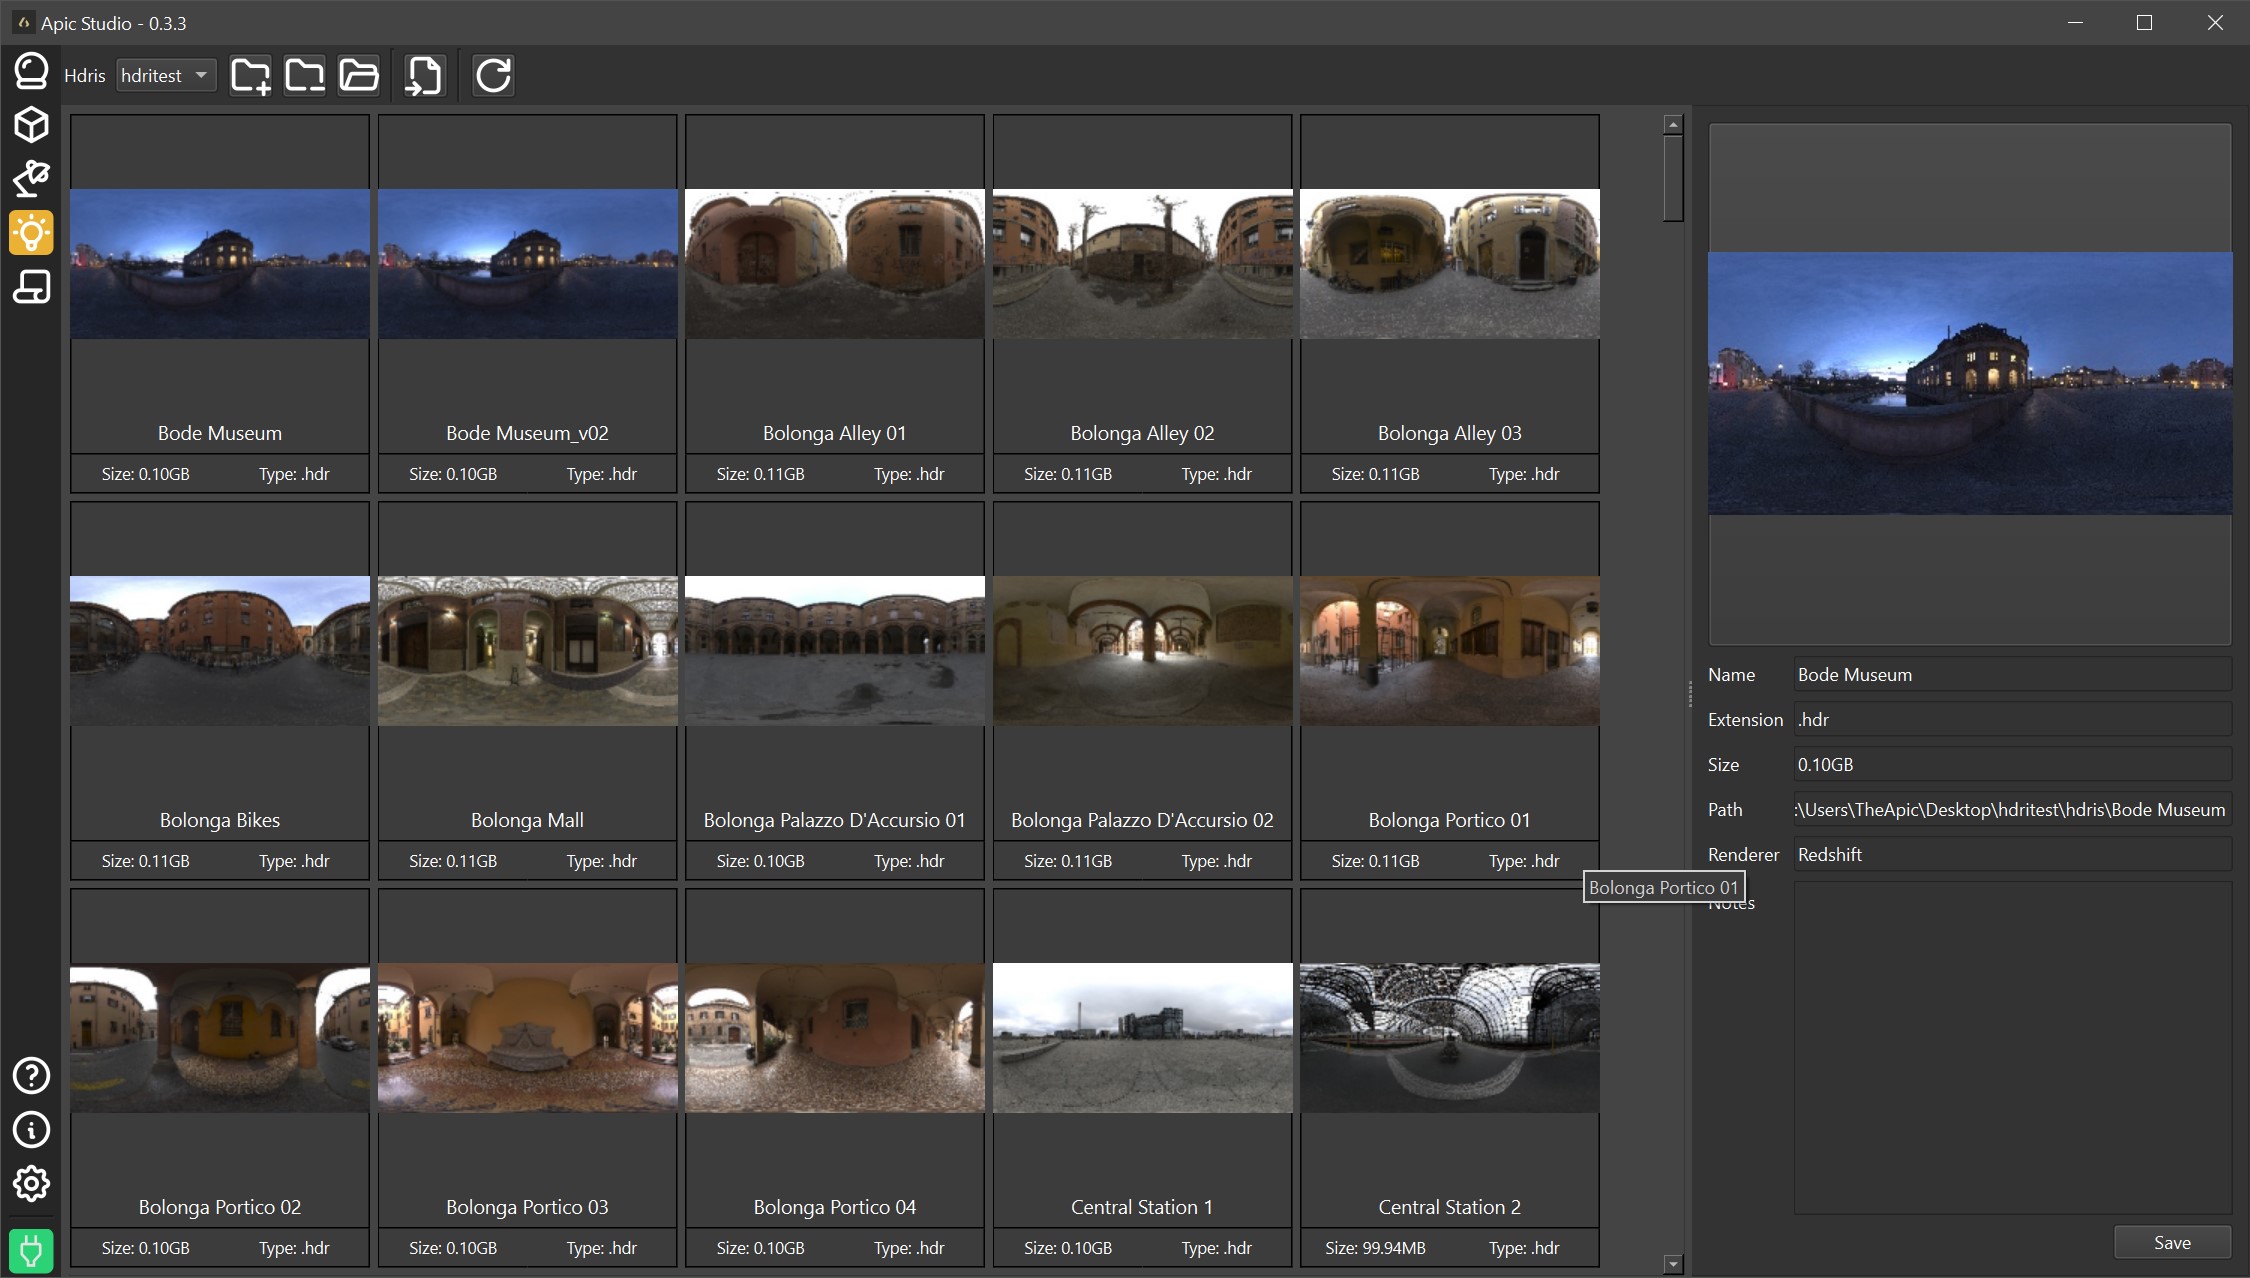 Apic Studio - 0.3.3
Hdris hdritest
Bode Museum
Size: 0.10GB Type: .hdr
Bode Museum_v02
Size: 0.10GB Type: .hdr
Bolonga Alley 01
Size: 0.11GB Type: .hdr
Bolonga Alley 02
Size: 0.11GB Type: .hdr
Bolonga Alley 03
Size: 0.11GB Type: .hdr
Bolonga Bikes
Size: 0.11GB Type: .hdr
Bolonga Mall
Size: 0.11GB Type: .hdr
Bolonga Palazzo D'Accursio 01
Size: 0.10GB Type: .hdr
Bolonga Palazzo D'Accursio 02
Size: 0.11GB Type: .hdr
Bolonga Portico 01
Size: 0.11GB Type: .hdr
Bolonga Portico 02
Size: 0.10GB Type: .hdr
Bolonga Portico 03
Size: 0.10GB Type: .hdr
Bolonga Portico 04
Size: 0.10GB Type: .hdr
Central Station 1
Size: 0.10GB Type: .hdr
Central Station 2
Size: 99.94MB Type: .hdr
Name Bode Museum
Extension .hdr
Size 0.10GB
Path :\Users\TheApic\Desktop\hdritest\hdris\Bode Museum
Renderer Redshift
Bolonga Portico 01
Notes
Save